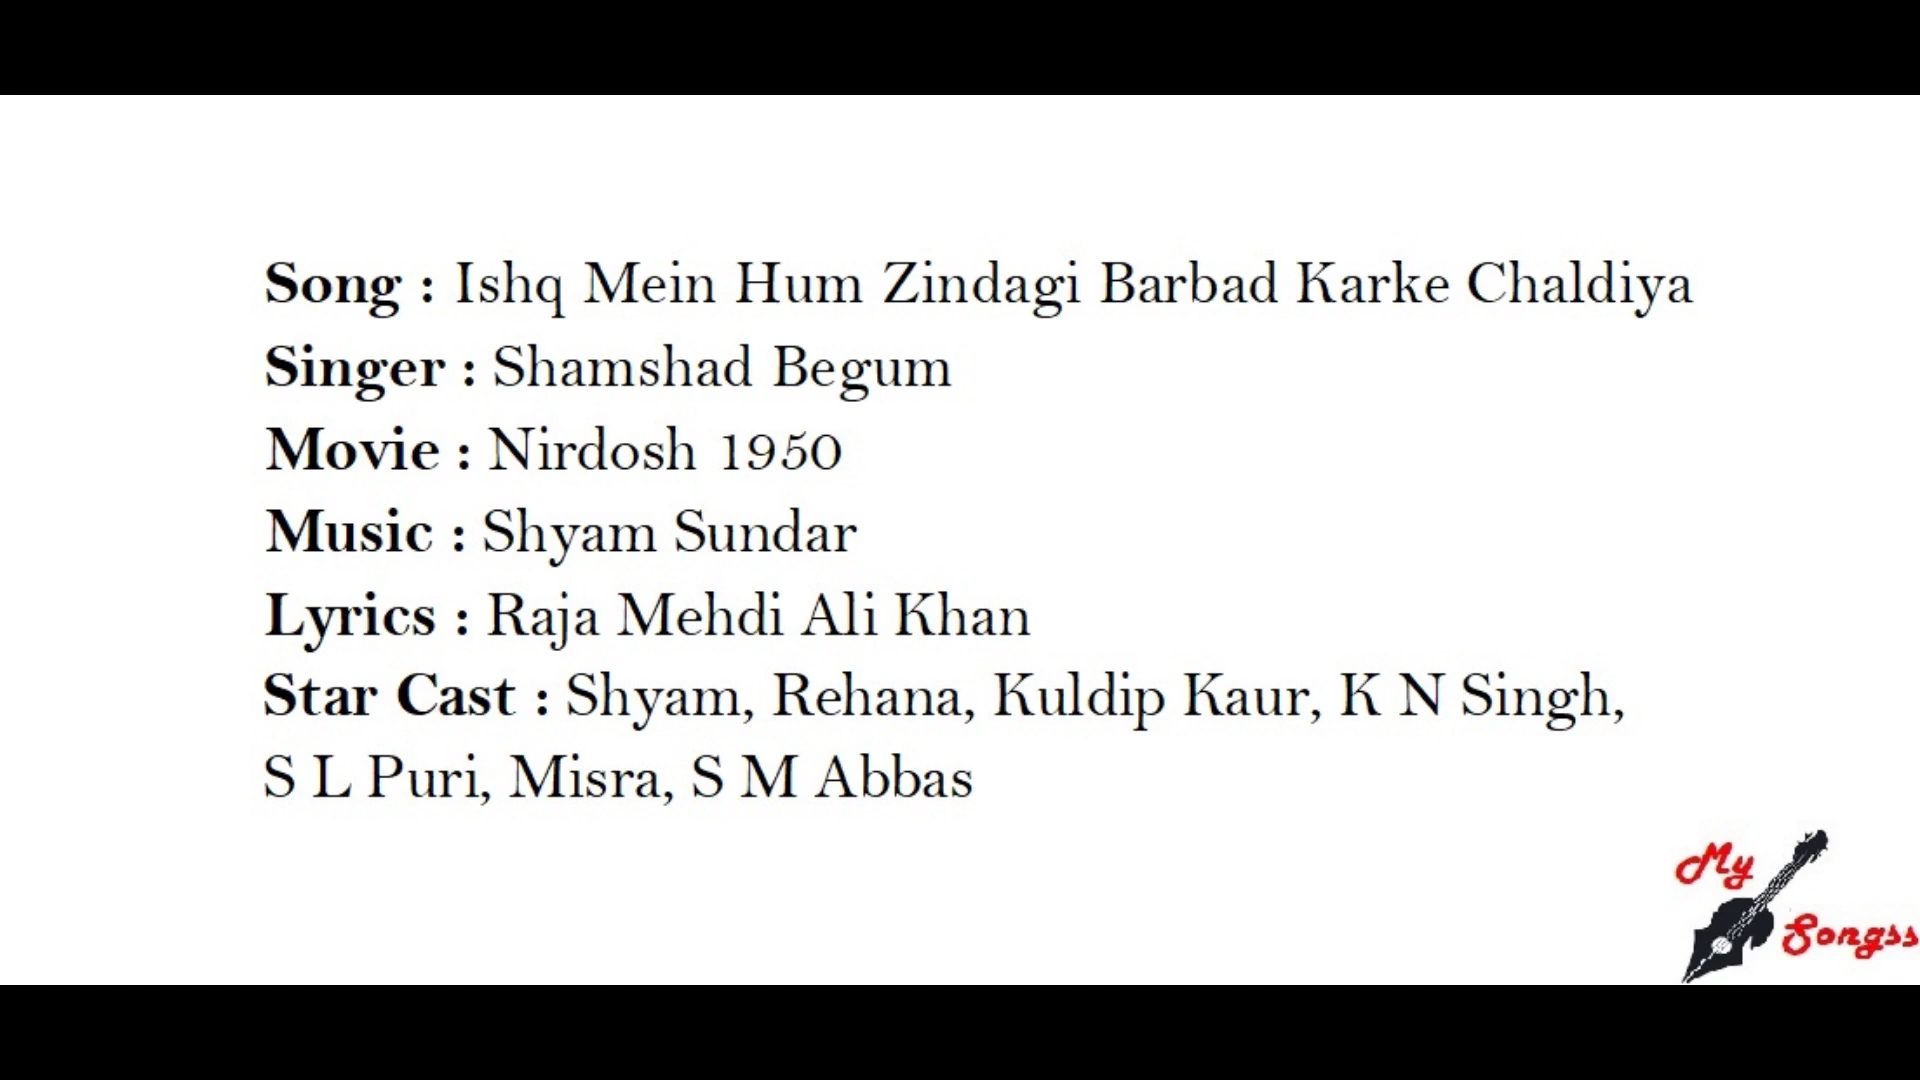 Song : Ishq Mein Hum Zindagi Barbad Karke Chaldiya
Singer : Shamshad Begum
Movie : Nirdosh 1950
Music : Shyam Sundar
Lyrics : Raja Mehdi Ali Khan
Star Cast : Shyam, Rehana, Kuldip Kaur, K N Singh,
S L Puri, Misra, S M Abbas
My
Songss